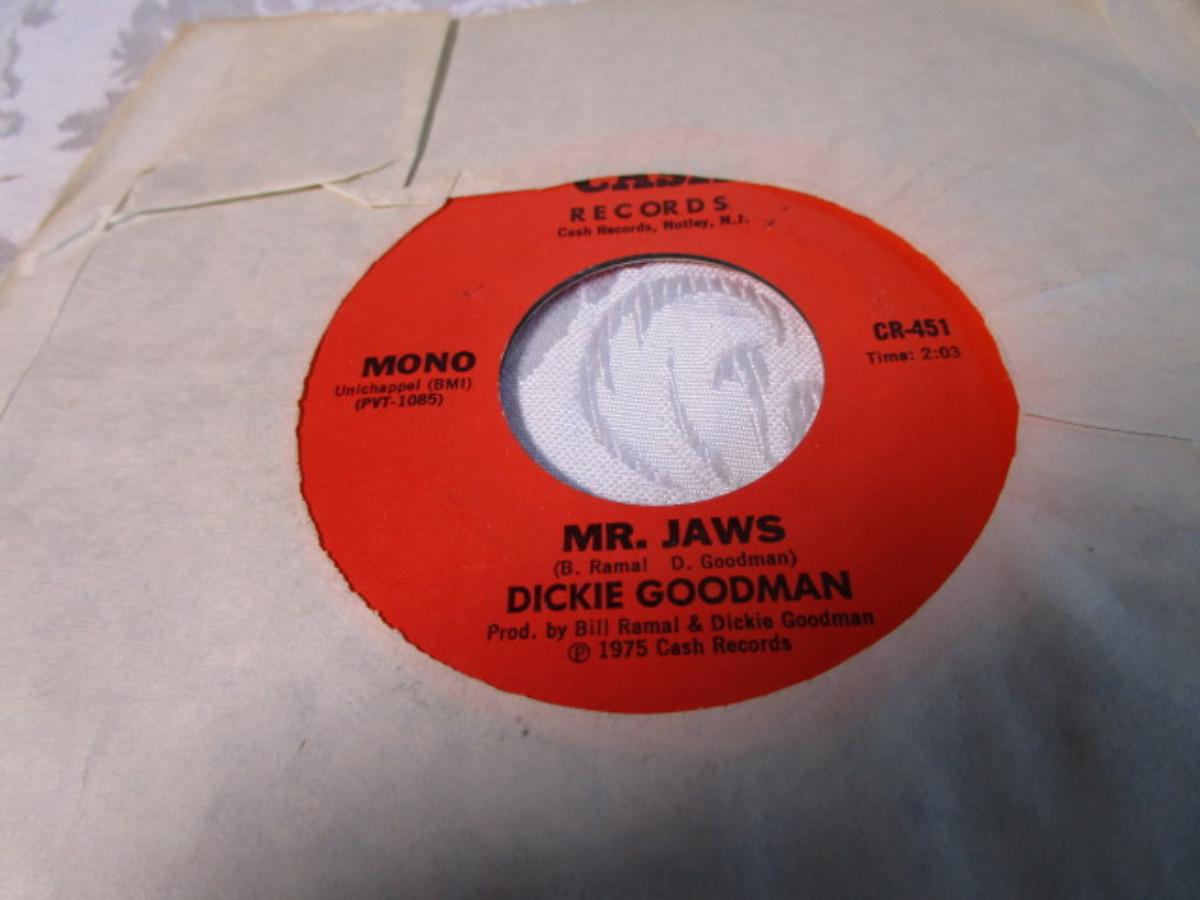 CASH
RECORDS
Cash Records, Nutley, N.J.
MONO
Unichappel (BMI)
(PVT-1085)
CR-451
Time: 2:03
MR. JAWS
(B. Ramal D. Goodman)
DICKIE GOODMAN
Prod. by Bill Ramal & Dickie Goodman
℗ 1975 Cash Records